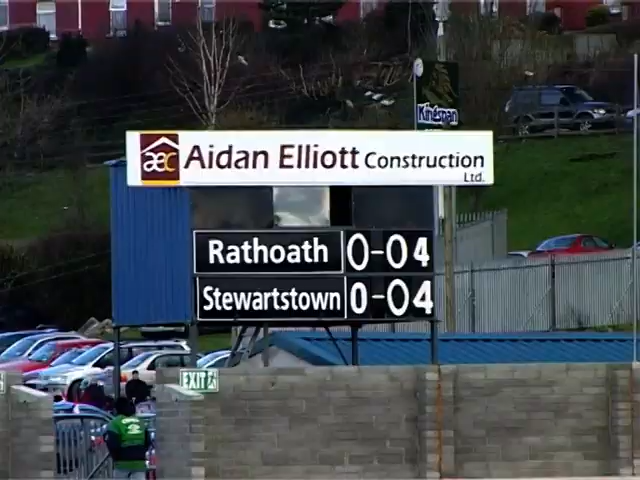 Kingspan
aec Aidan Elliott Construction
Ltd.
Rathoath 0-04
Stewartstown 0-04
EXIT